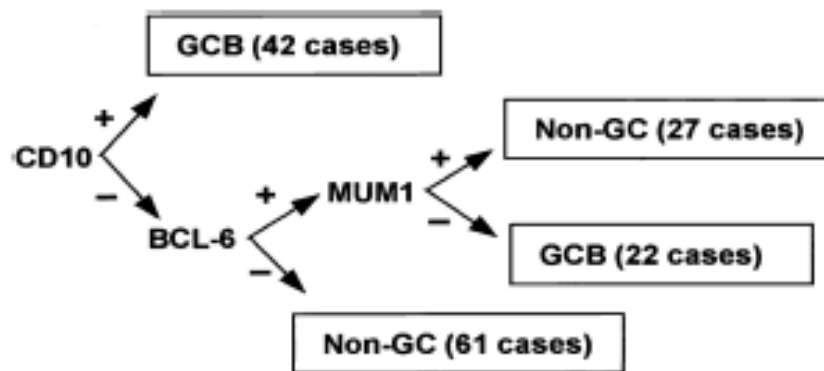 GCB (42 cases)
+
Non-GC (27 cases)
CD10
+
+
MUM1
−
BCL-6
−
GCB (22 cases)
−
Non-GC (61 cases)